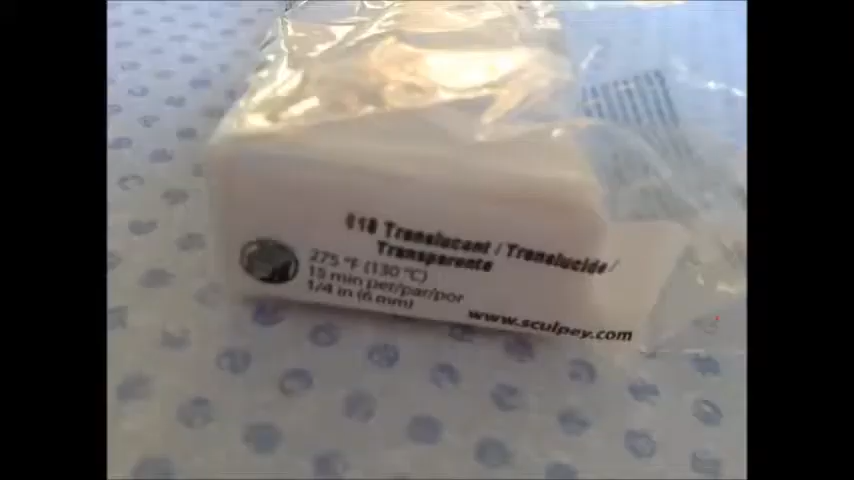 018 Translucent / Translucide /
Transparente
275 °F (130 °C)
15 min per/par/por
1/4 in (6 mm)
www.sculpey.com